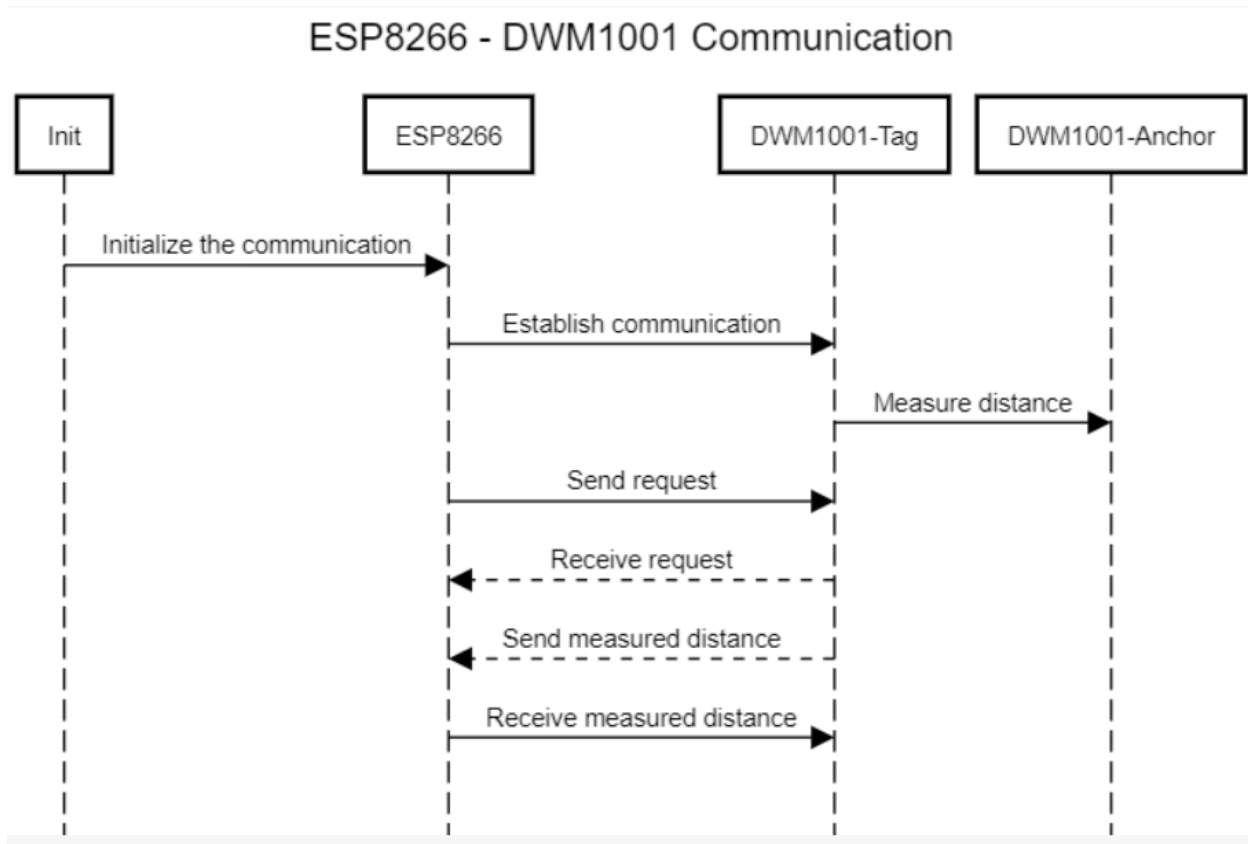 ESP8266 - DWM1001 Communication
Init
ESP8266
DWM1001-Tag
DWM1001-Anchor
Initialize the communication
Establish communication
Measure distance
Send request
Receive request
Send measured distance
Receive measured distance